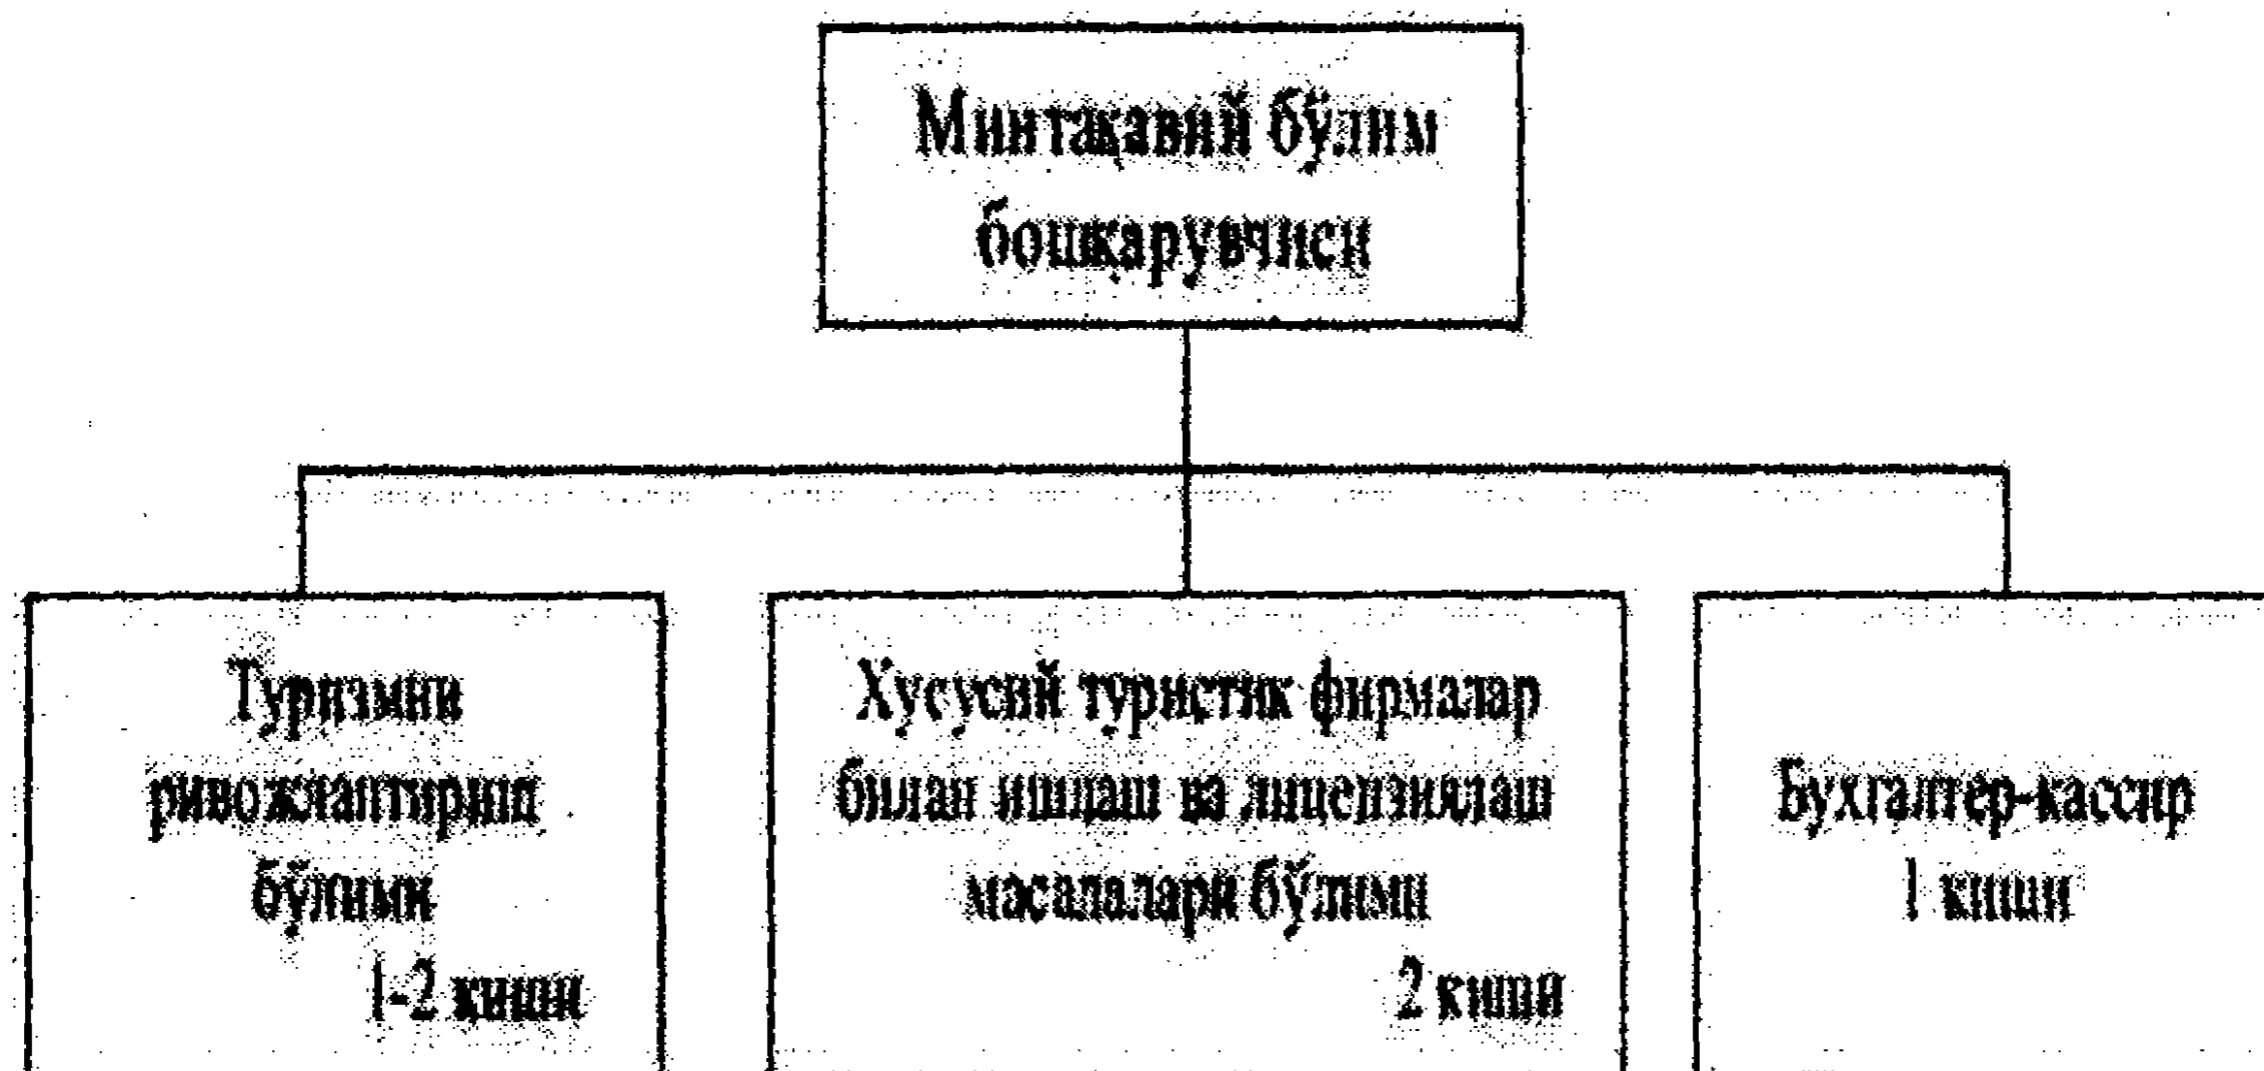 Минтақавий бўлим
бошқарувчиси
Туризмни
ривожлантириш
бўлими
1-2 киши
Хусусий туристик фирмалар
билан ишлаш ва лицензиялаш
масалалари бўлими
2 киши
Бухгалтер-кассир
1 киши